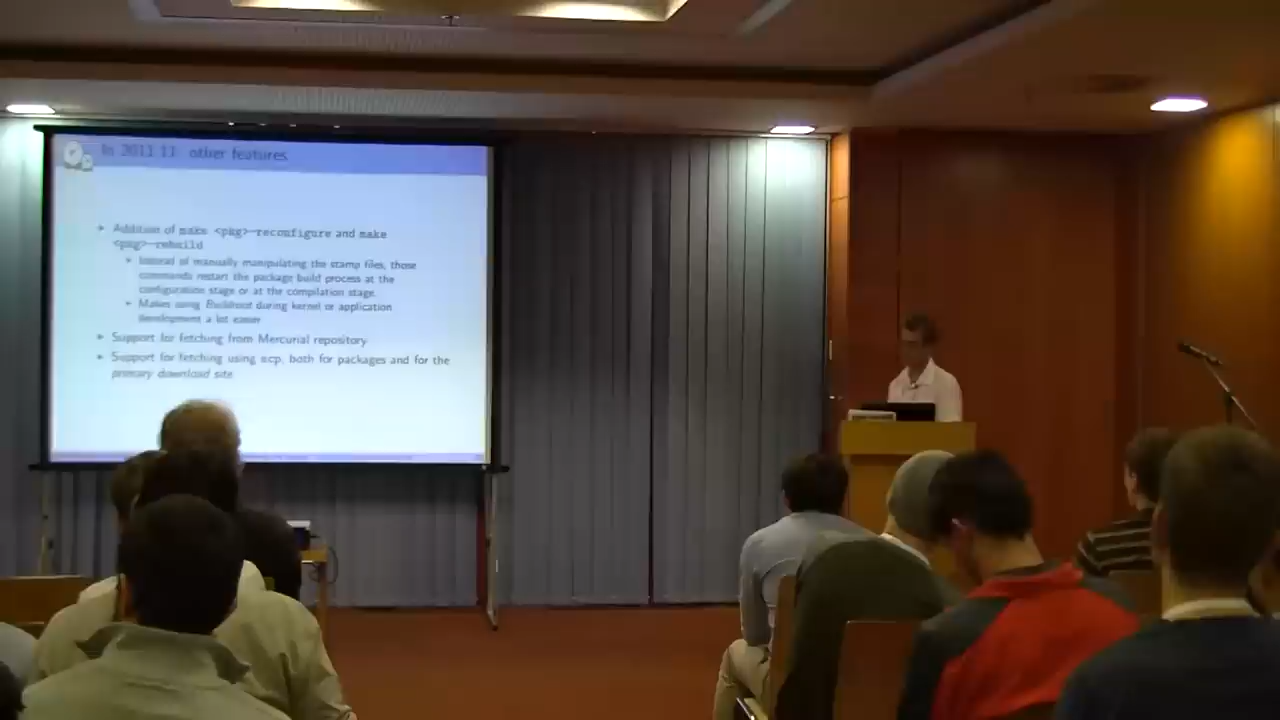 In 2011.11: other features
Addition of make <pkg>-reconfigure and make
<pkg>-rebuild
Instead of manually manipulating the stamp files, those
commands restart the package build process at the
configuration stage or at the compilation stage.
Makes using Buildroot during kernel or application
development a lot easier
Support for fetching from Mercurial repository
Support for fetching using scp, both for packages and for the
primary download site.